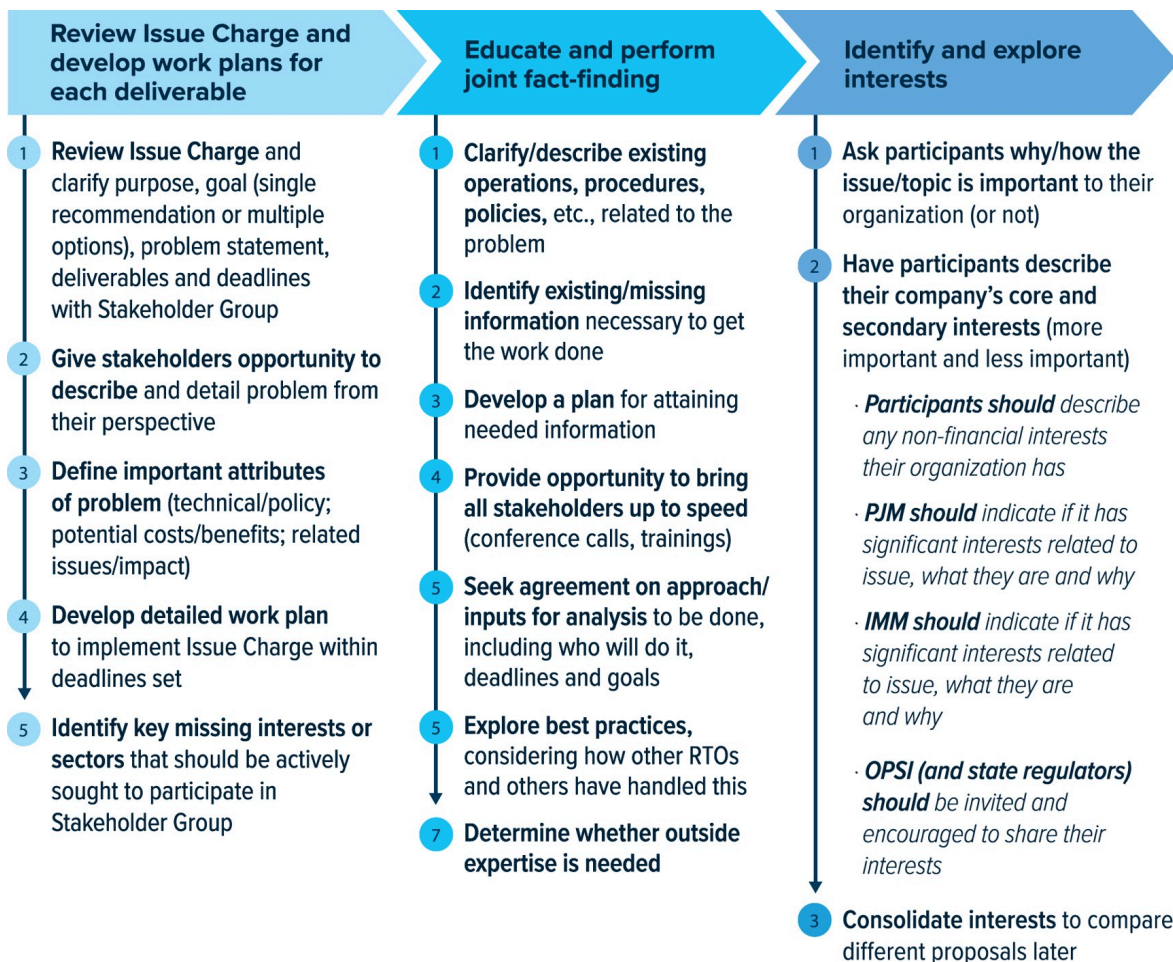 Review Issue Charge and
develop work plans for
each deliverable
1
Review Issue Charge and
clarify purpose, goal (single
recommendation or multiple
options), problem statement,
deliverables and deadlines
with Stakeholder Group
2
Give stakeholders opportunity to
describe and detail problem from
their perspective
3
Define important attributes
of problem (technical/policy;
potential costs/benefits; related
issues/impact)
4
Develop detailed work plan
to implement Issue Charge within
deadlines set
5
Identify key missing interests or
sectors that should be actively
sought to participate in
Stakeholder Group
Educate and perform
joint fact-finding
1
Clarify/describe existing
operations, procedures,
policies, etc., related to the
problem
2
Identify existing/missing
information necessary to get
the work done
3
Develop a plan for attaining
needed information
4
Provide opportunity to bring
all stakeholders up to speed
(conference calls, trainings)
5
Seek agreement on approach/
inputs for analysis to be done,
including who will do it,
deadlines and goals
5
Explore best practices,
considering how other RTOs
and others have handled this
7
Determine whether outside
expertise is needed
Identify and explore
interests
1
Ask participants why/how the
issue/topic is important to their
organization (or not)
2
Have participants describe
their company's core and
secondary interests (more
important and less important)
· Participants should describe
any non-financial interests
their organization has
· PJM should indicate if it has
significant interests related to
issue, what they are and why
· IMM should indicate if it has
significant interests related
to issue, what they are
and why
· OPSI (and state regulators)
should be invited and
encouraged to share their
interests
3
Consolidate interests to compare
different proposals later